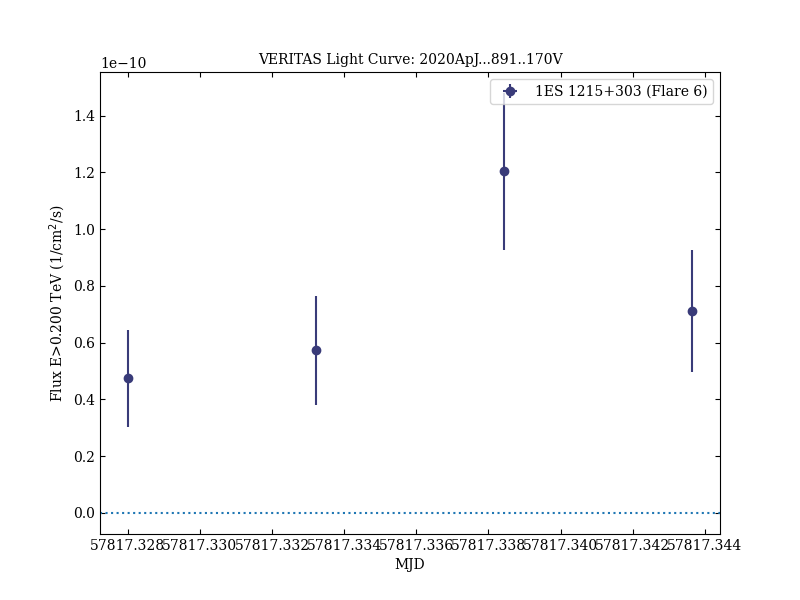 VERITAS Light Curve: 2020ApJ...891..170V
1e−10
1ES 1215+303 (Flare 6)
1.4
1.2
1.0
0.8
0.6
0.4
0.2
0.0
Flux E>0.200 TeV (1/cm²/s)
57817.328 57817.330 57817.332 57817.334 57817.336 57817.338 57817.340 57817.342 57817.344
MJD